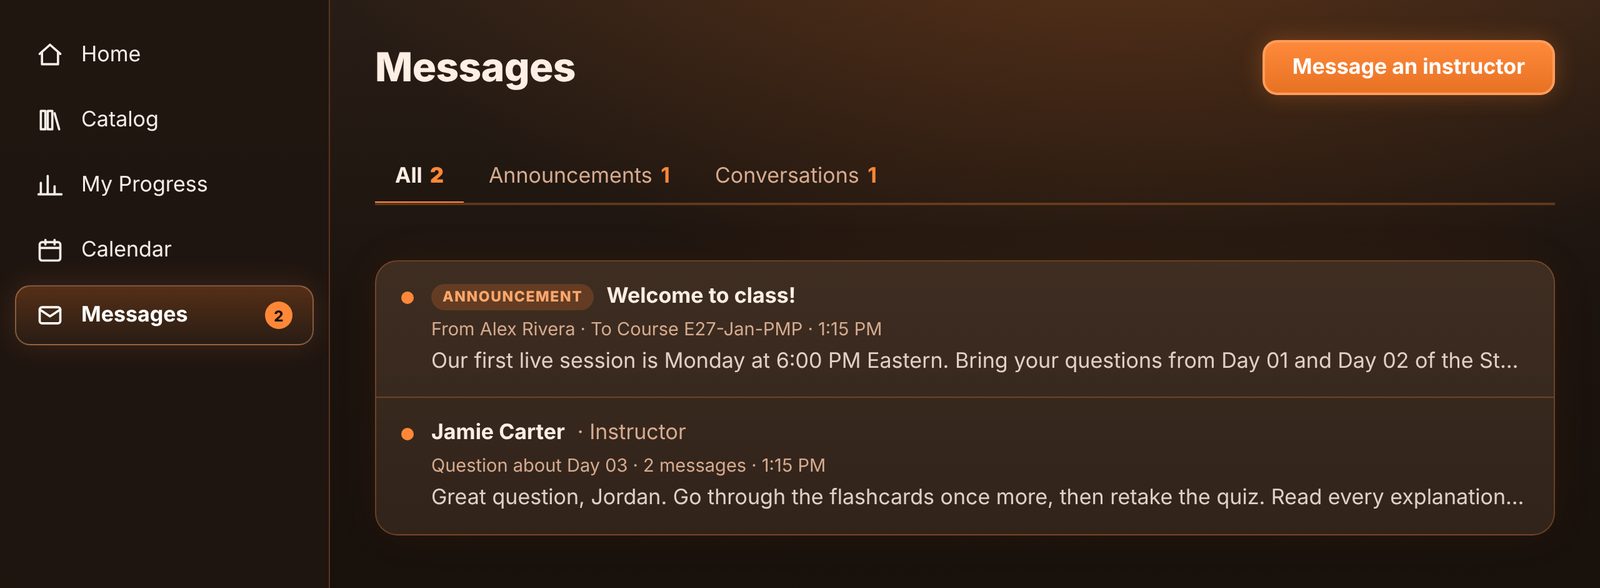 Home
Catalog
My Progress
Calendar
Messages 2
Messages
Message an instructor
All 2 Announcements 1 Conversations 1
ANNOUNCEMENT Welcome to class!
From Alex Rivera · To Course E27-Jan-PMP · 1:15 PM
Our first live session is Monday at 6:00 PM Eastern. Bring your questions from Day 01 and Day 02 of the St...
Jamie Carter · Instructor
Question about Day 03 · 2 messages · 1:15 PM
Great question, Jordan. Go through the flashcards once more, then retake the quiz. Read every explanation...